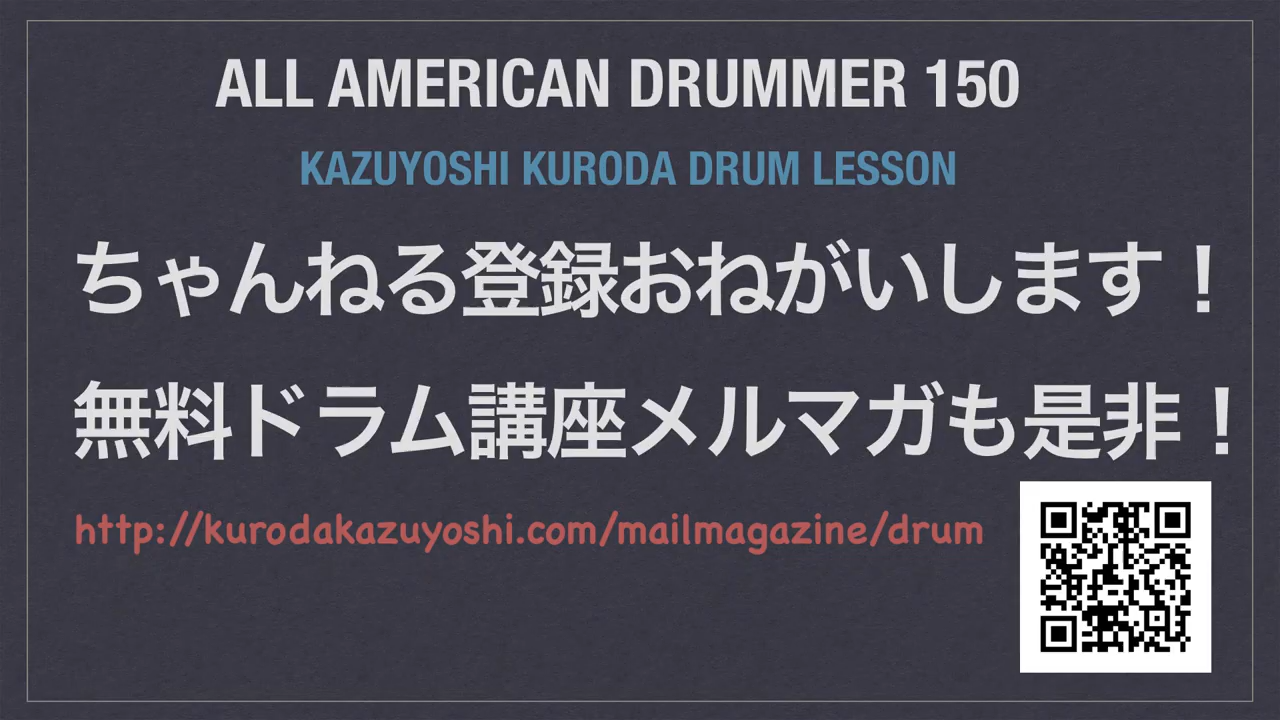 ALL AMERICAN DRUMMER 150
KAZUYOSHI KURODA DRUM LESSON
ちゃんねる登録おねがいします！
無料ドラム講座メルマガも是非！
http://kurodakazuyoshi.com/mailmagazine/drum